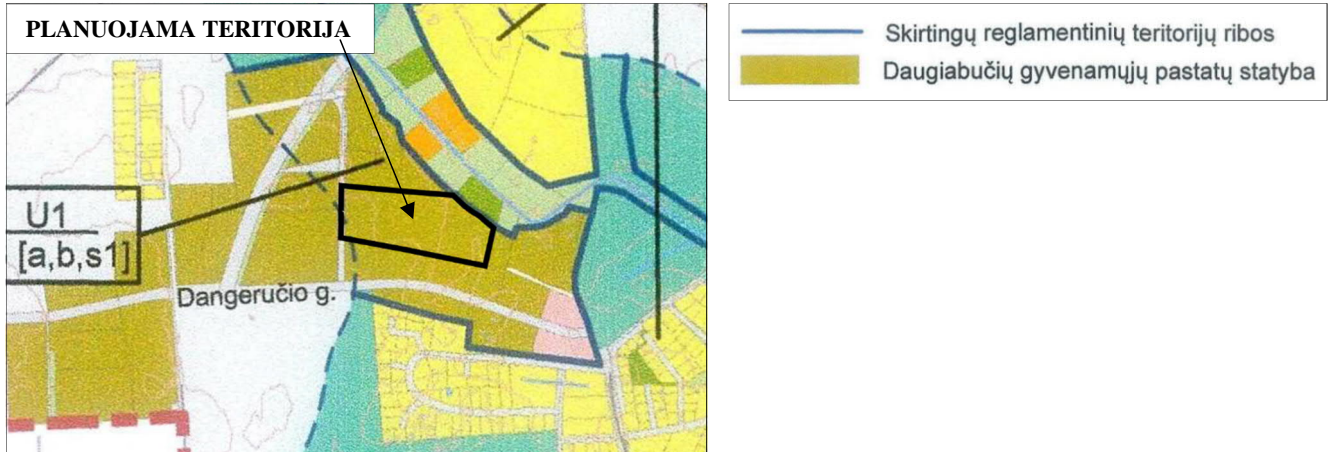 PLANUOJAMA TERITORIJA
U1
[a,b,s1]
Dangeručio g.
Skirtingų reglamentinių teritorijų ribos
Daugiabučių gyvenamųjų pastatų statyba